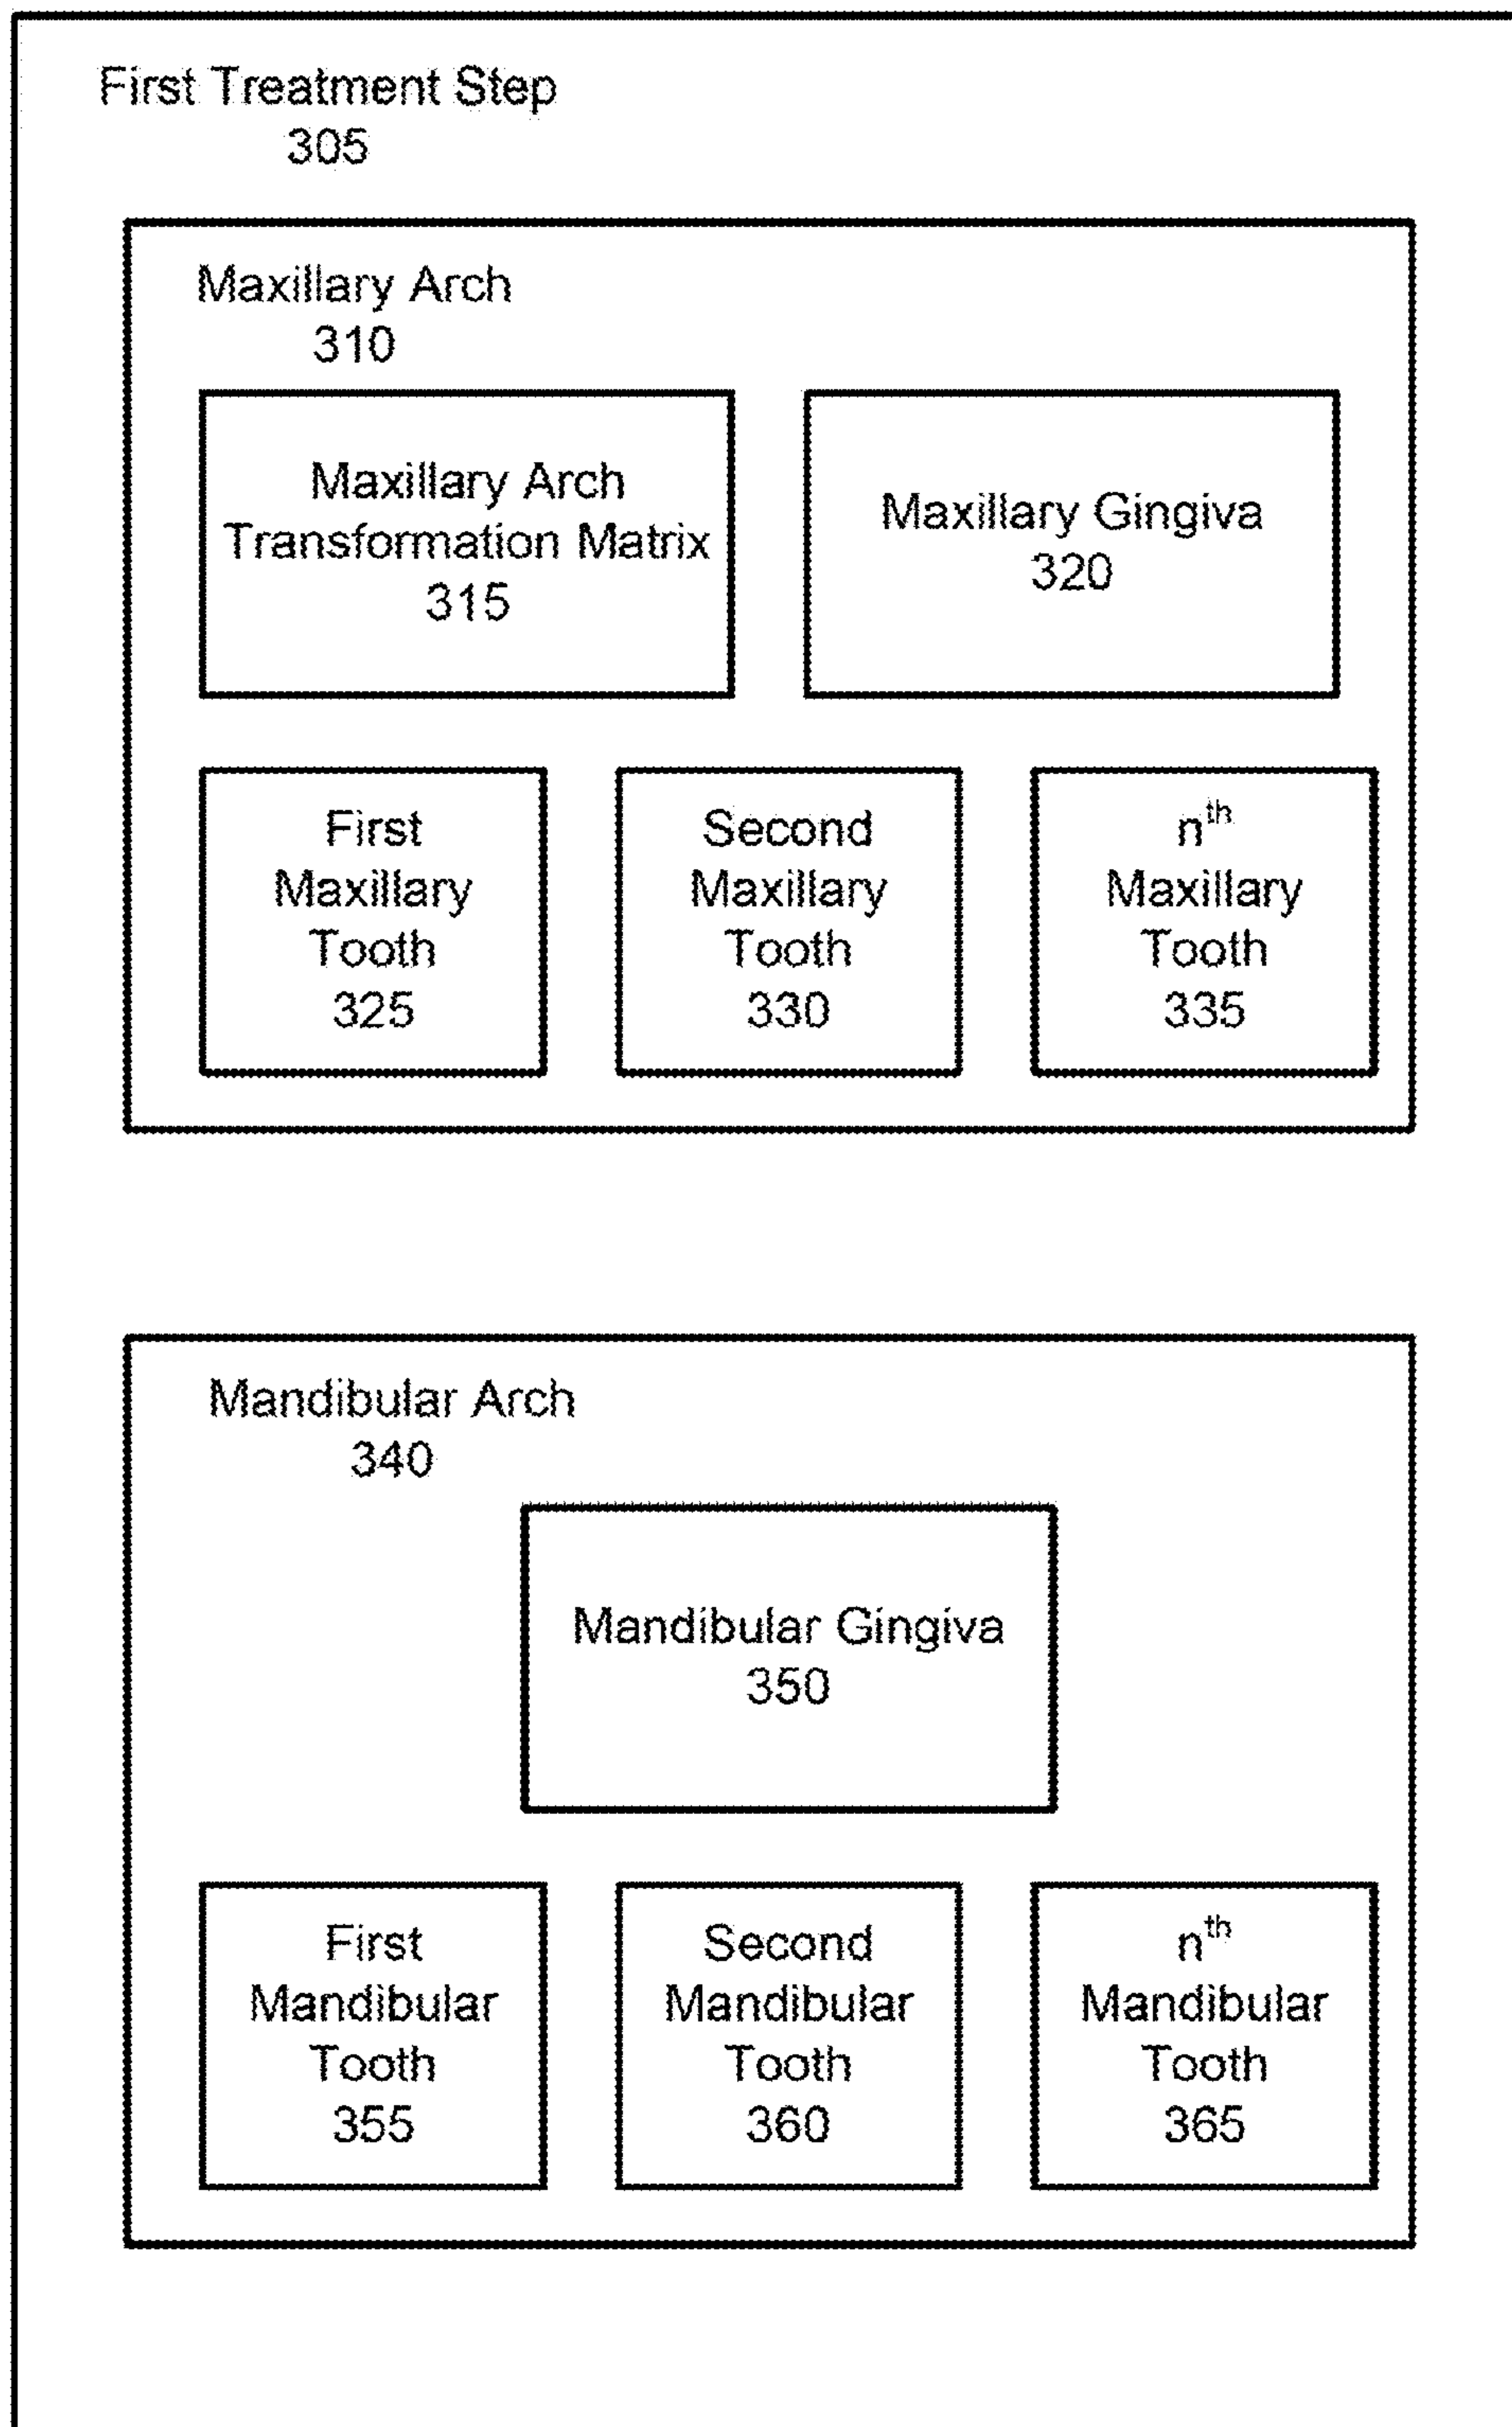 First Treatment Step
305
Maxillary Arch
310
Maxillary Arch
Transformation Matrix
315
Maxillary Gingiva
320
First
Maxillary
Tooth
325
Second
Maxillary
Tooth
330
nth
Maxillary
Tooth
335
Mandibular Arch
340
Mandibular Gingiva
350
First
Mandibular
Tooth
355
Second
Mandibular
Tooth
360
nth
Mandibular
Tooth
365